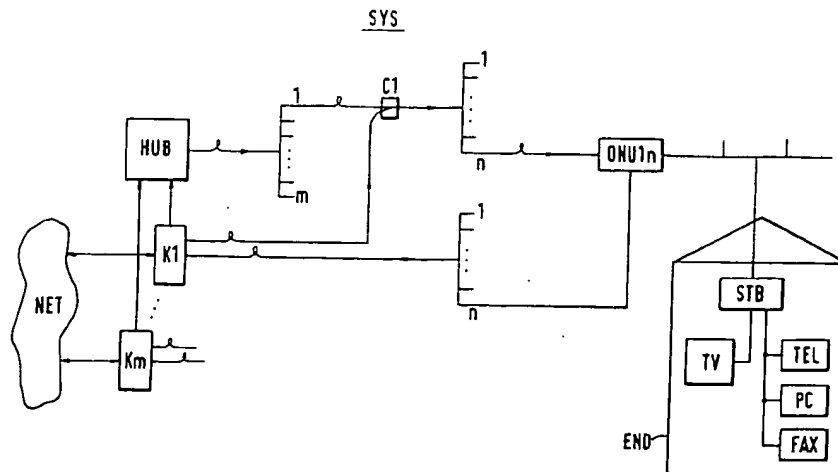 SYS
1
C1
1
HUB
m
n
ONU1n
K1
1
NET
n
Km
STB
TV
TEL
PC
END
FAX